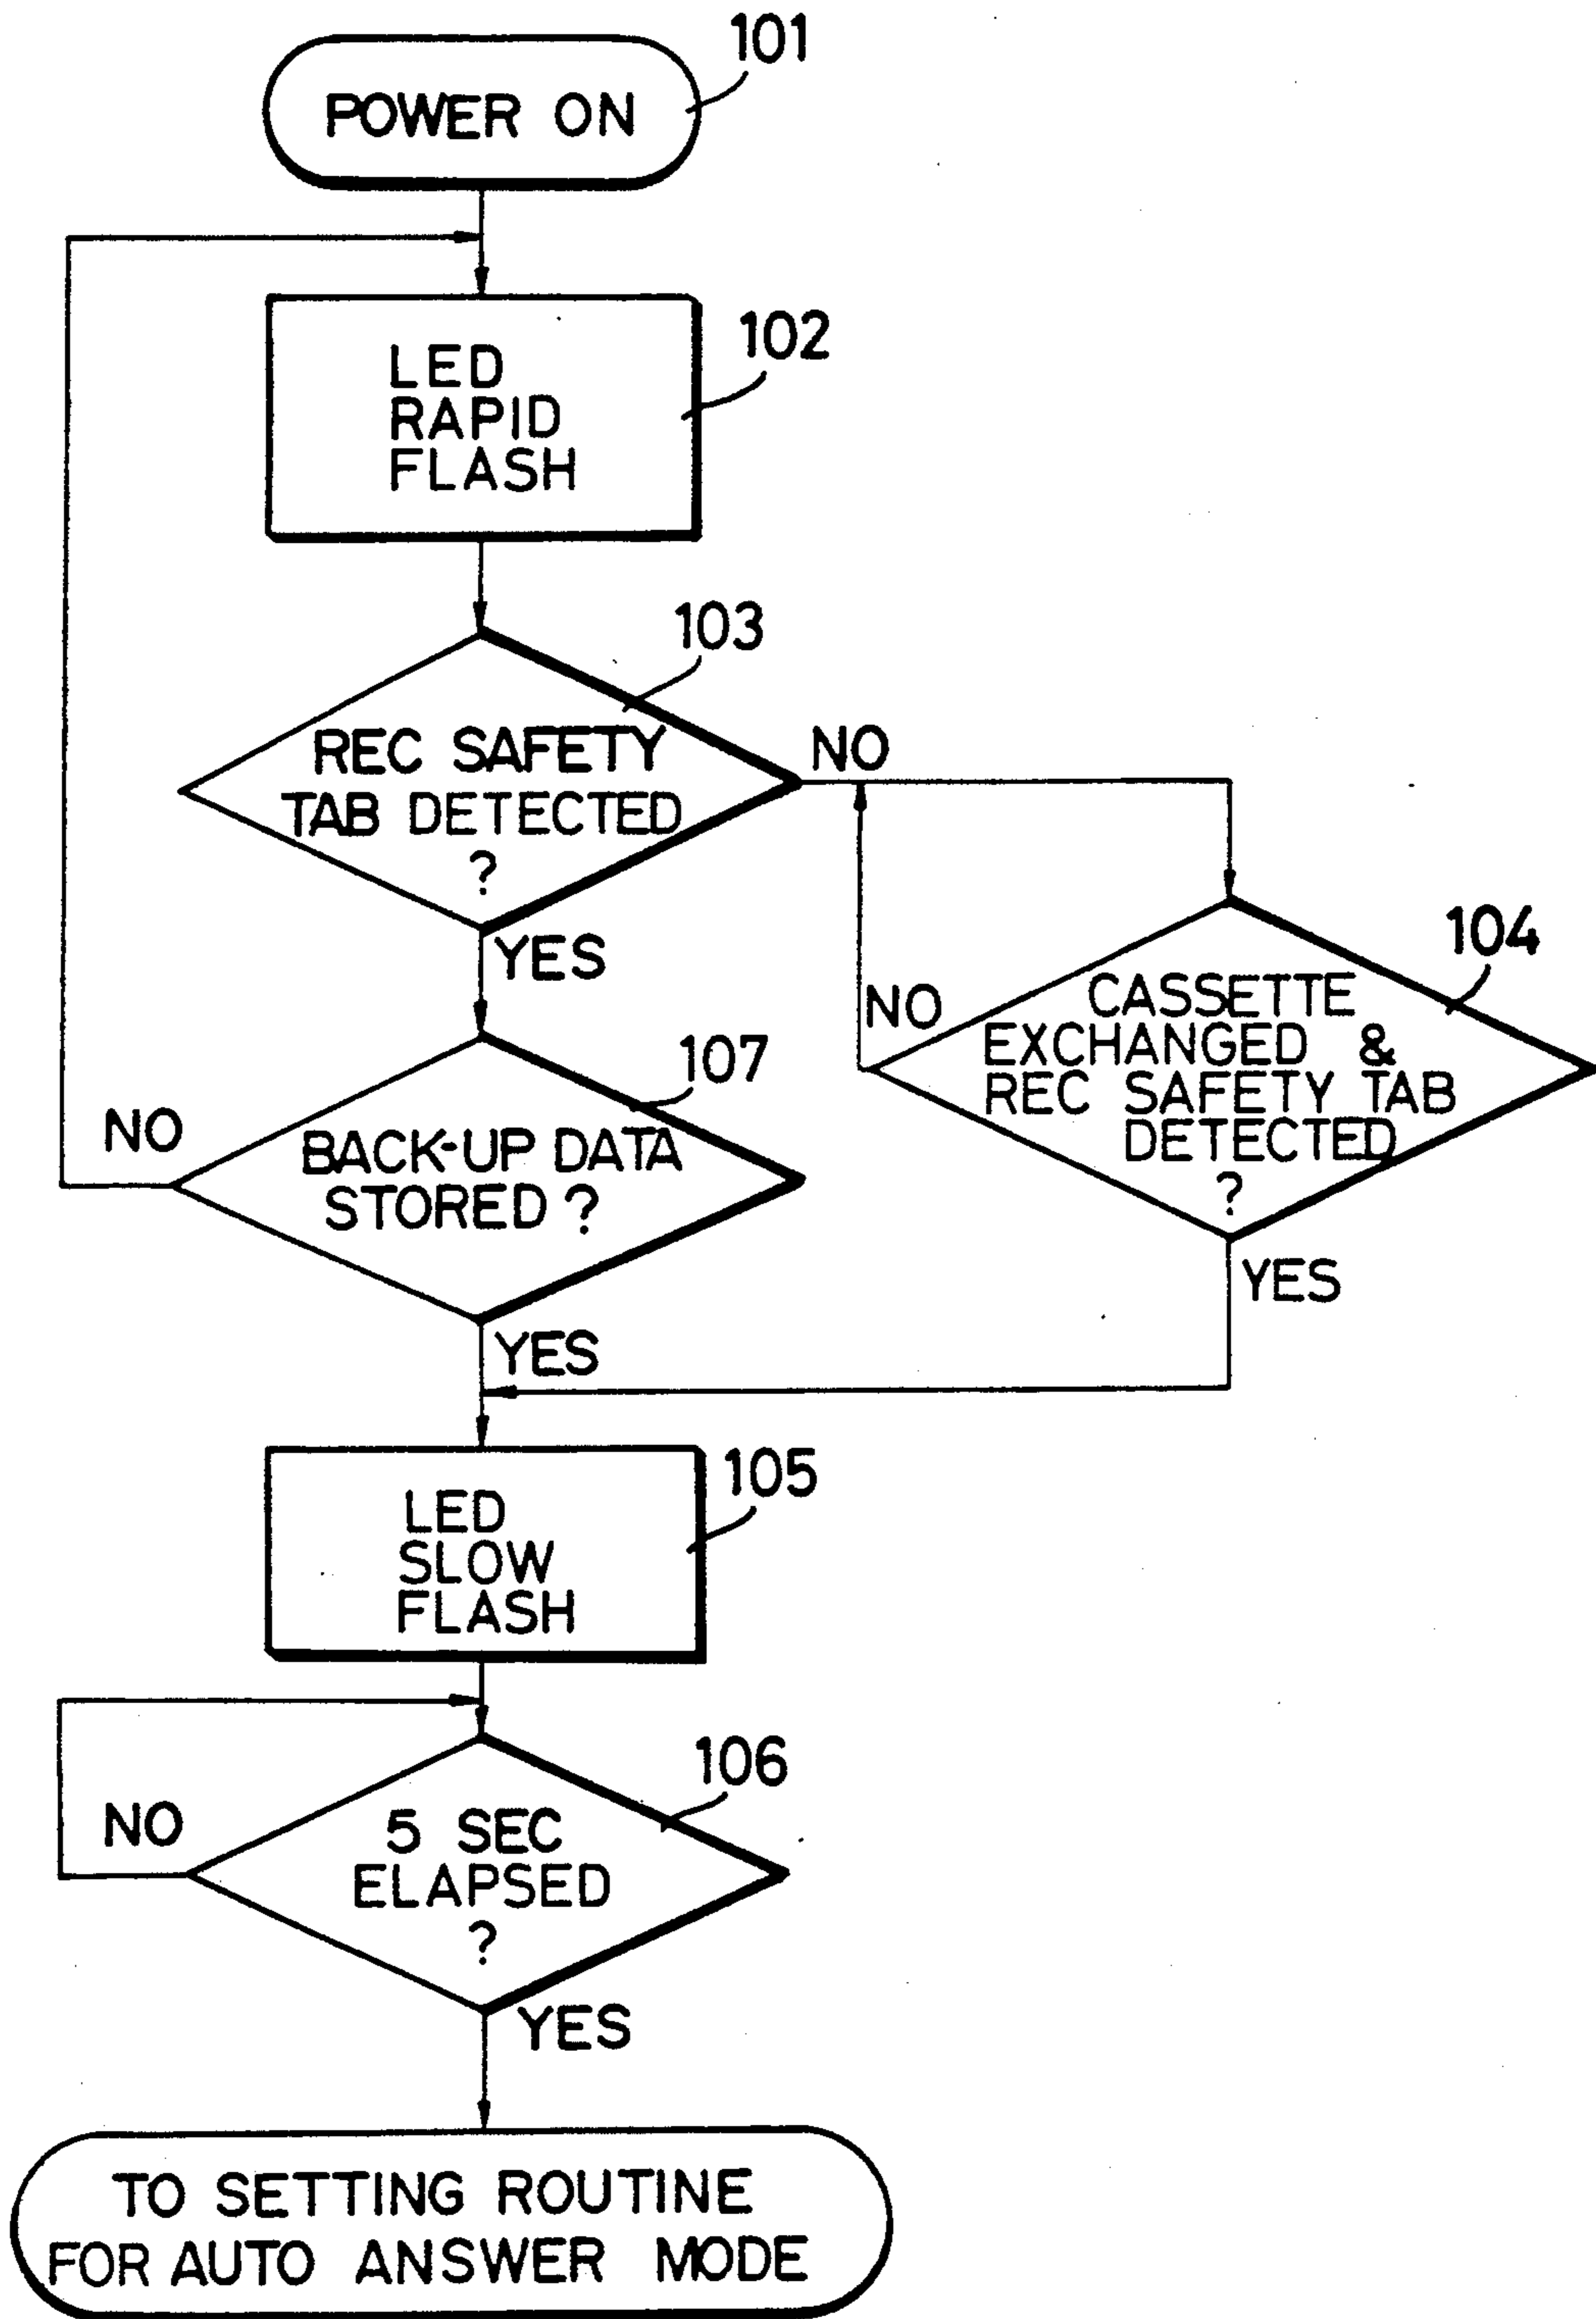 101
POWER ON
102
LED
RAPID
FLASH
103
REC SAFETY
TAB DETECTED
?
NO
YES
104
CASSETTE
EXCHANGED &
REC SAFETY TAB
DETECTED
?
NO
YES
107
BACK-UP DATA
STORED ?
NO
YES
105
LED
SLOW
FLASH
106
5 SEC
ELAPSED
?
NO
YES
TO SETTING ROUTINE
FOR AUTO ANSWER MODE